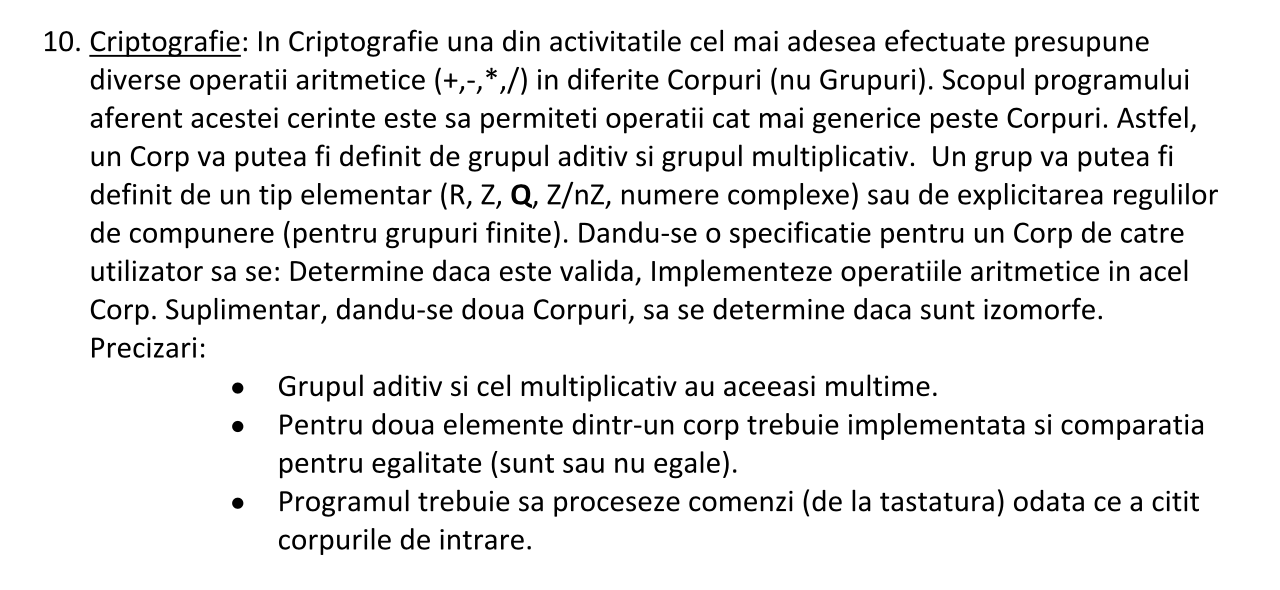 10. Criptografie: In Criptografie una din activitatile cel mai adesea efectuate presupune
diverse operatii aritmetice (+,-,*,/) in diferite Corpuri (nu Grupuri). Scopul programului
aferent acestei cerinte este sa permiteti operatii cat mai generice peste Corpuri. Astfel,
un Corp va putea fi definit de grupul aditiv si grupul multiplicativ.  Un grup va putea fi
definit de un tip elementar (R, Z, Q, Z/nZ, numere complexe) sau de explicitarea regulilor
de compunere (pentru grupuri finite). Dandu-se o specificatie pentru un Corp de catre
utilizator sa se: Determine daca este valida, Implementeze operatiile aritmetice in acel
Corp. Suplimentar, dandu-se doua Corpuri, sa se determine daca sunt izomorfe.
Precizari:
• Grupul aditiv si cel multiplicativ au aceeasi multime.
• Pentru doua elemente dintr-un corp trebuie implementata si comparatia
pentru egalitate (sunt sau nu egale).
• Programul trebuie sa proceseze comenzi (de la tastatura) odata ce a citit
corpurile de intrare.